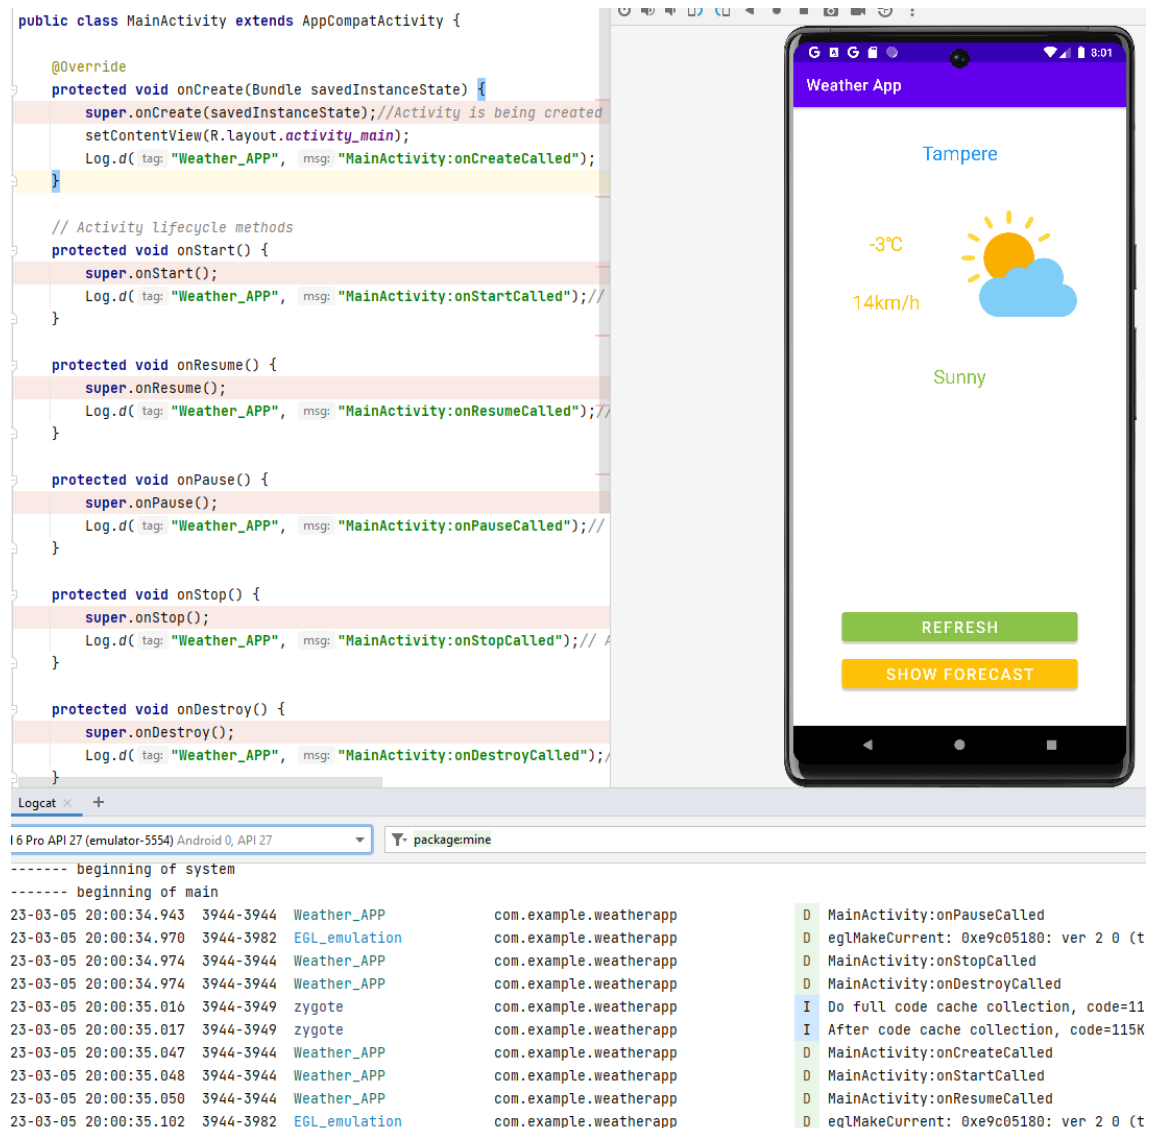 public class MainActivity extends AppCompatActivity {
@Override
protected void onCreate(Bundle savedInstanceState) {
super.onCreate(savedInstanceState);//Activity is being created
setContentView(R.layout.activity_main);
Log.d( tag: "Weather_APP", msg: "MainActivity:onCreateCalled");
}
// Activity lifecycle methods
protected void onStart() {
super.onStart();
Log.d( tag: "Weather_APP", msg: "MainActivity:onStartCalled");//
}
protected void onResume() {
super.onResume();
Log.d( tag: "Weather_APP", msg: "MainActivity:onResumeCalled");//
}
protected void onPause() {
super.onPause();
Log.d( tag: "Weather_APP", msg: "MainActivity:onPauseCalled");//
}
protected void onStop() {
super.onStop();
Log.d( tag: "Weather_APP", msg: "MainActivity:onStopCalled");// A
}
protected void onDestroy() {
super.onDestroy();
Log.d( tag: "Weather_APP", msg: "MainActivity:onDestroyCalled");/
}
G A G 8:01
Weather App
Tampere
-3℃
14km/h
Sunny
REFRESH
SHOW FORECAST
Logcat × +
l 6 Pro API 27 (emulator-5554) Android 0, API 27 package:mine
------- beginning of system
------- beginning of main
23-03-05 20:00:34.943 3944-3944 Weather_APP com.example.weatherapp D MainActivity:onPauseCalled
23-03-05 20:00:34.970 3944-3982 EGL_emulation com.example.weatherapp D eglMakeCurrent: 0xe9c05180: ver 2 0 (t
23-03-05 20:00:34.974 3944-3944 Weather_APP com.example.weatherapp D MainActivity:onStopCalled
23-03-05 20:00:34.974 3944-3944 Weather_APP com.example.weatherapp D MainActivity:onDestroyCalled
23-03-05 20:00:35.016 3944-3949 zygote com.example.weatherapp I Do full code cache collection, code=11
23-03-05 20:00:35.017 3944-3949 zygote com.example.weatherapp I After code cache collection, code=115K
23-03-05 20:00:35.047 3944-3944 Weather_APP com.example.weatherapp D MainActivity:onCreateCalled
23-03-05 20:00:35.048 3944-3944 Weather_APP com.example.weatherapp D MainActivity:onStartCalled
23-03-05 20:00:35.050 3944-3944 Weather_APP com.example.weatherapp D MainActivity:onResumeCalled
23-03-05 20:00:35.102 3944-3982 EGL_emulation com.example.weatherapp D eglMakeCurrent: 0xe9c05180: ver 2 0 (t